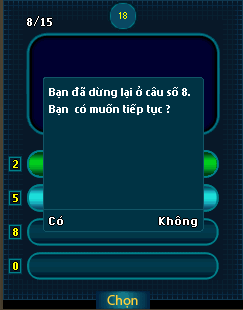 8/15
18
Bạn đã dừng lại ở câu số 8.
Bạn có muốn tiếp tục ?
2
5
Có Không
8
0
Chọn